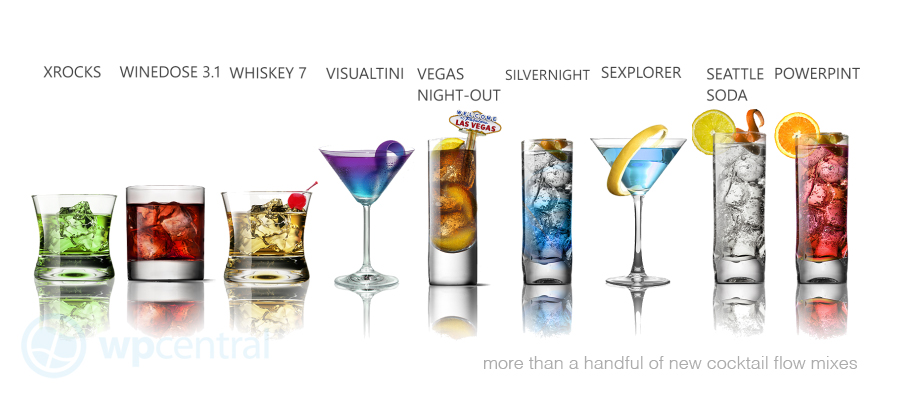 XROCKS
WINEDOSE 3.1
WHISKEY 7
VISUALTINI
VEGAS
NIGHT-OUT
SILVERNIGHT
SEXPLORER
SEATTLE
SODA
POWERPINT
WELCOME
LAS VEGAS
wpcentral
more than a handful of new cocktail flow mixes